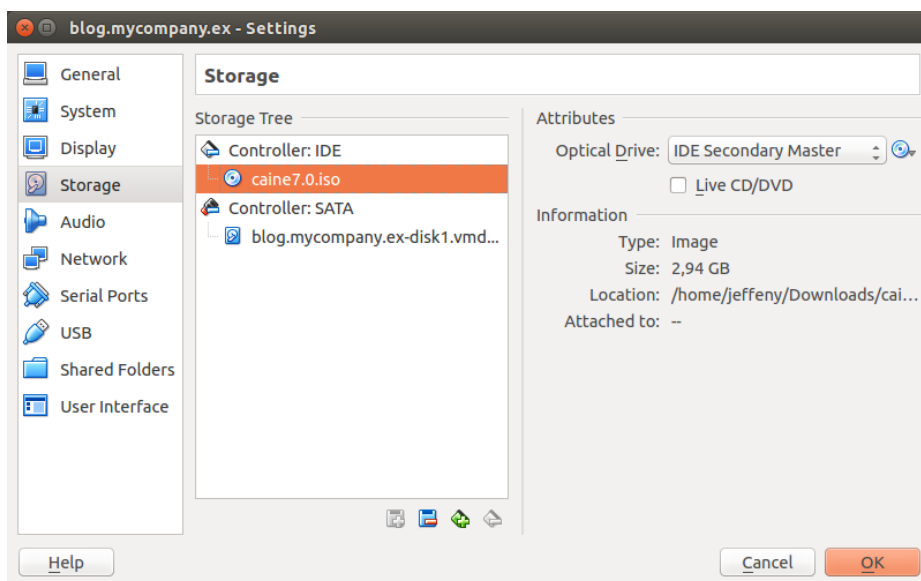 blog.mycompany.ex - Settings
General
System
Display
Storage
Audio
Network
Serial Ports
USB
Shared Folders
User Interface
Storage
Storage Tree
Controller: IDE
caine7.0.iso
Controller: SATA
blog.mycompany.ex-disk1.vmd...
Attributes
Optical Drive: IDE Secondary Master
Live CD/DVD
Information
Type: Image
Size: 2,94 GB
Location: /home/jeffeny/Downloads/cai...
Attached to: --
Help
Cancel
OK